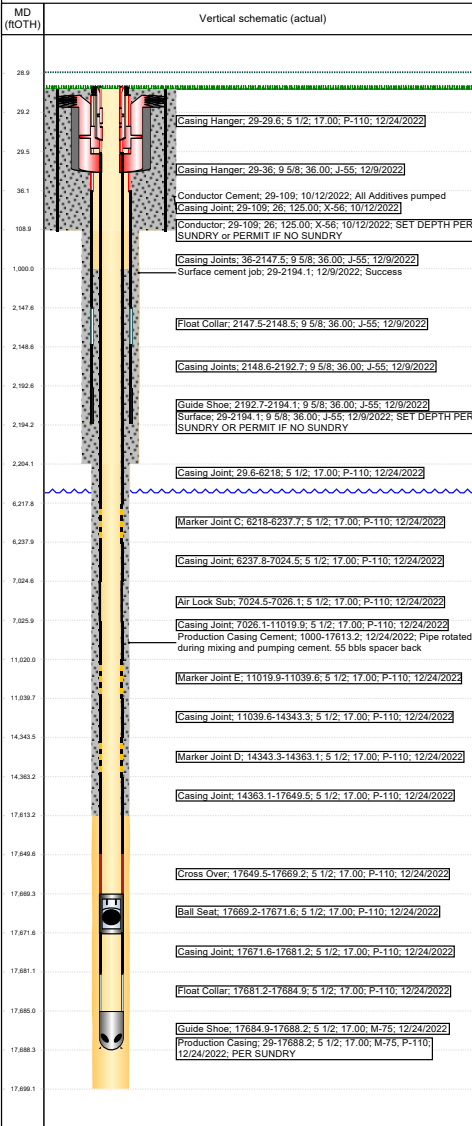 MD
(ftOTH)
Vertical schematic (actual)
28.9
29.2
Casing Hanger; 29-29.6; 5 1/2; 17.00; P-110; 12/24/2022
29.5
Casing Hanger; 29-36; 9 5/8; 36.00; J-55; 12/9/2022
36.1
Conductor Cement; 29-109; 10/12/2022; All Additives pumped
Casing Joint; 29-109; 26; 125.00; X-56; 10/12/2022
108.9
Conductor; 29-109; 26; 125.00; X-56; 10/12/2022; SET DEPTH PER
SUNDRY or PERMIT IF NO SUNDRY
Casing Joints; 36-2147.5; 9 5/8; 36.00; J-55; 12/9/2022
1,000.0
Surface cement job; 29-2194.1; 12/9/2022; Success
2,147.6
Float Collar; 2147.5-2148.5; 9 5/8; 36.00; J-55; 12/9/2022
2,148.6
Casing Joints; 2148.6-2192.7; 9 5/8; 36.00; J-55; 12/9/2022
2,192.6
Guide Shoe; 2192.7-2194.1; 9 5/8; 36.00; J-55; 12/9/2022
Surface; 29-2194.1; 9 5/8; 36.00; J-55; 12/9/2022; SET DEPTH PER
2,194.2
SUNDRY OR PERMIT IF NO SUNDRY
2,204.1
Casing Joint; 29.6-6218; 5 1/2; 17.00; P-110; 12/24/2022
6,217.8
Marker Joint C; 6218-6237.7; 5 1/2; 17.00; P-110; 12/24/2022
6,237.9
Casing Joint; 6237.8-7024.5; 5 1/2; 17.00; P-110; 12/24/2022
7,024.6
Air Lock Sub; 7024.5-7026.1; 5 1/2; 17.00; P-110; 12/24/2022
7,025.9
Casing Joint; 7026.1-11019.9; 5 1/2; 17.00; P-110; 12/24/2022
Production Casing Cement; 1000-17613.2; 12/24/2022; Pipe rotated
during mixing and pumping cement. 55 bbls spacer back
11,020.0
Marker Joint E; 11019.9-11039.6; 5 1/2; 17.00; P-110; 12/24/2022
11,039.7
Casing Joint; 11039.6-14343.3; 5 1/2; 17.00; P-110; 12/24/2022
14,343.5
Marker Joint D; 14343.3-14363.1; 5 1/2; 17.00; P-110; 12/24/2022
14,363.2
Casing Joint; 14363.1-17649.5; 5 1/2; 17.00; P-110; 12/24/2022
17,613.2
17,649.6
Cross Over; 17649.5-17669.2; 5 1/2; 17.00; P-110; 12/24/2022
17,669.3
Ball Seat; 17669.2-17671.6; 5 1/2; 17.00; P-110; 12/24/2022
17,671.6
Casing Joint; 17671.6-17681.2; 5 1/2; 17.00; P-110; 12/24/2022
17,681.1
Float Collar; 17681.2-17684.9; 5 1/2; 17.00; P-110; 12/24/2022
17,685.0
Guide Shoe; 17684.9-17688.2; 5 1/2; 17.00; M-75; 12/24/2022
Production Casing; 29-17688.2; 5 1/2; 17.00; M-75, P-110;
17,688.3
12/24/2022; PER SUNDRY
17,699.1